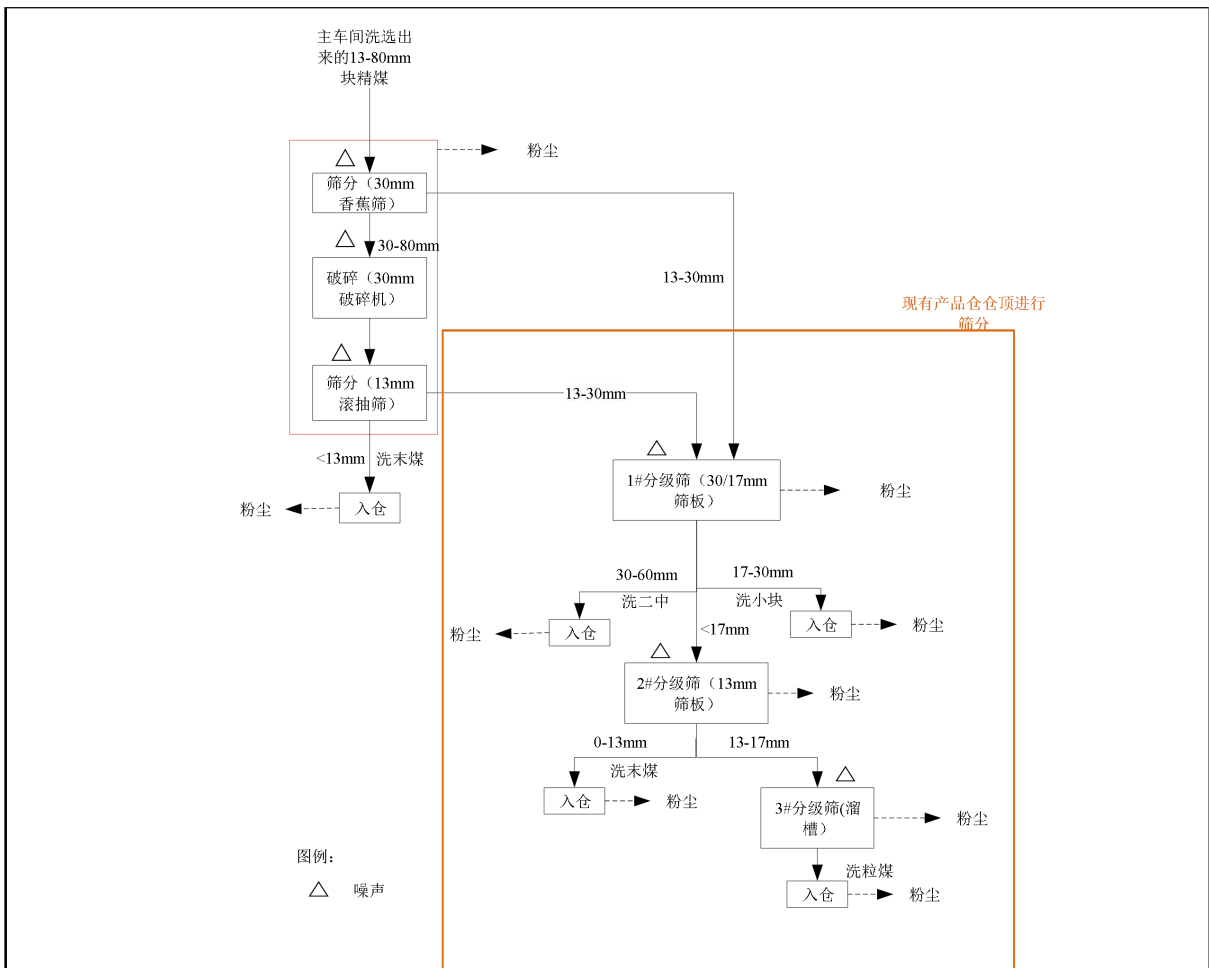 主车间洗选出
来的13-80mm
块精煤
粉尘
筛分（30mm
香蕉筛）
30-80mm
破碎（30mm
破碎机）
13-30mm
现有产品仓仓顶进行
筛分
筛分（13mm
滚抽筛）
13-30mm
<13mm
洗末煤
入仓
粉尘
1#分级筛（30/17mm
筛板）
粉尘
30-60mm
洗二中
17-30mm
洗小块
入仓
粉尘
入仓
粉尘
<17mm
2#分级筛（13mm
筛板）
粉尘
0-13mm
洗末煤
13-17mm
入仓
粉尘
3#分级筛(溜
槽）
粉尘
洗粒煤
入仓
粉尘
图例：
噪声